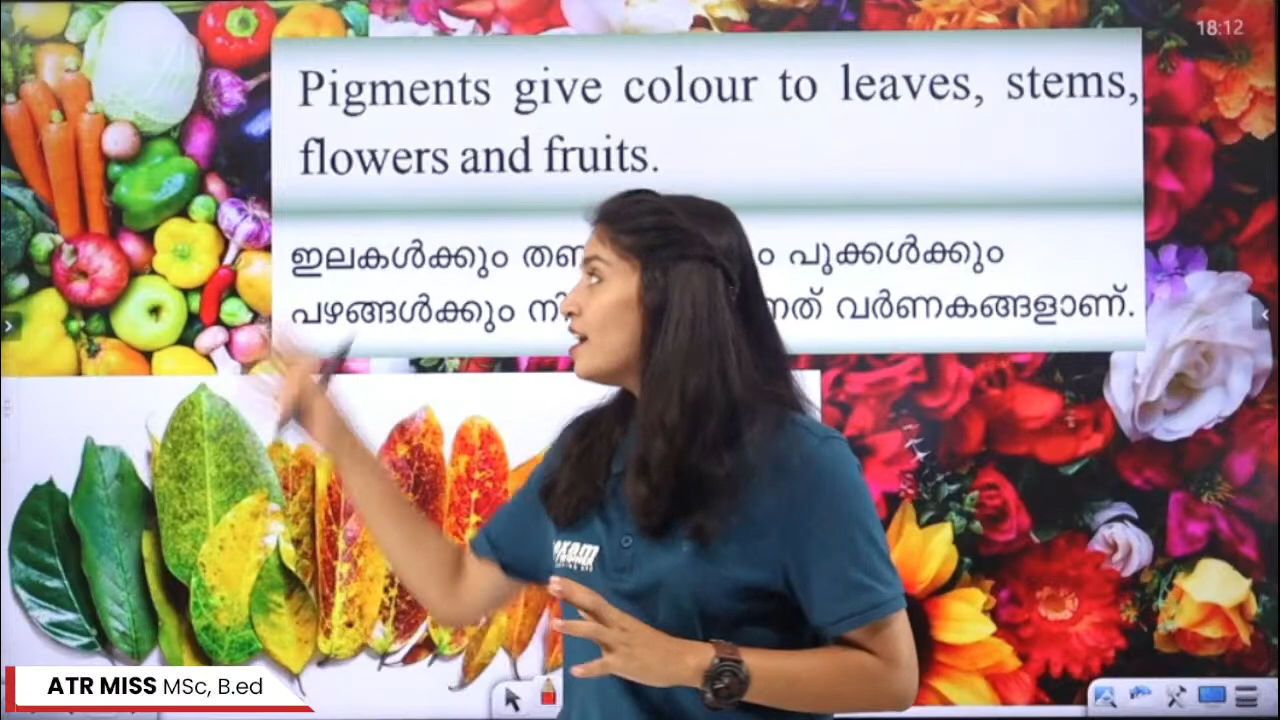 18:12
Pigments give colour to leaves, stems,
flowers and fruits.
ഇലകൾക്കും പൂക്കൾക്കും
പഴങ്ങൾക്കും വർണകങ്ങളാണ്.
ATR MISS MSc, B.ed